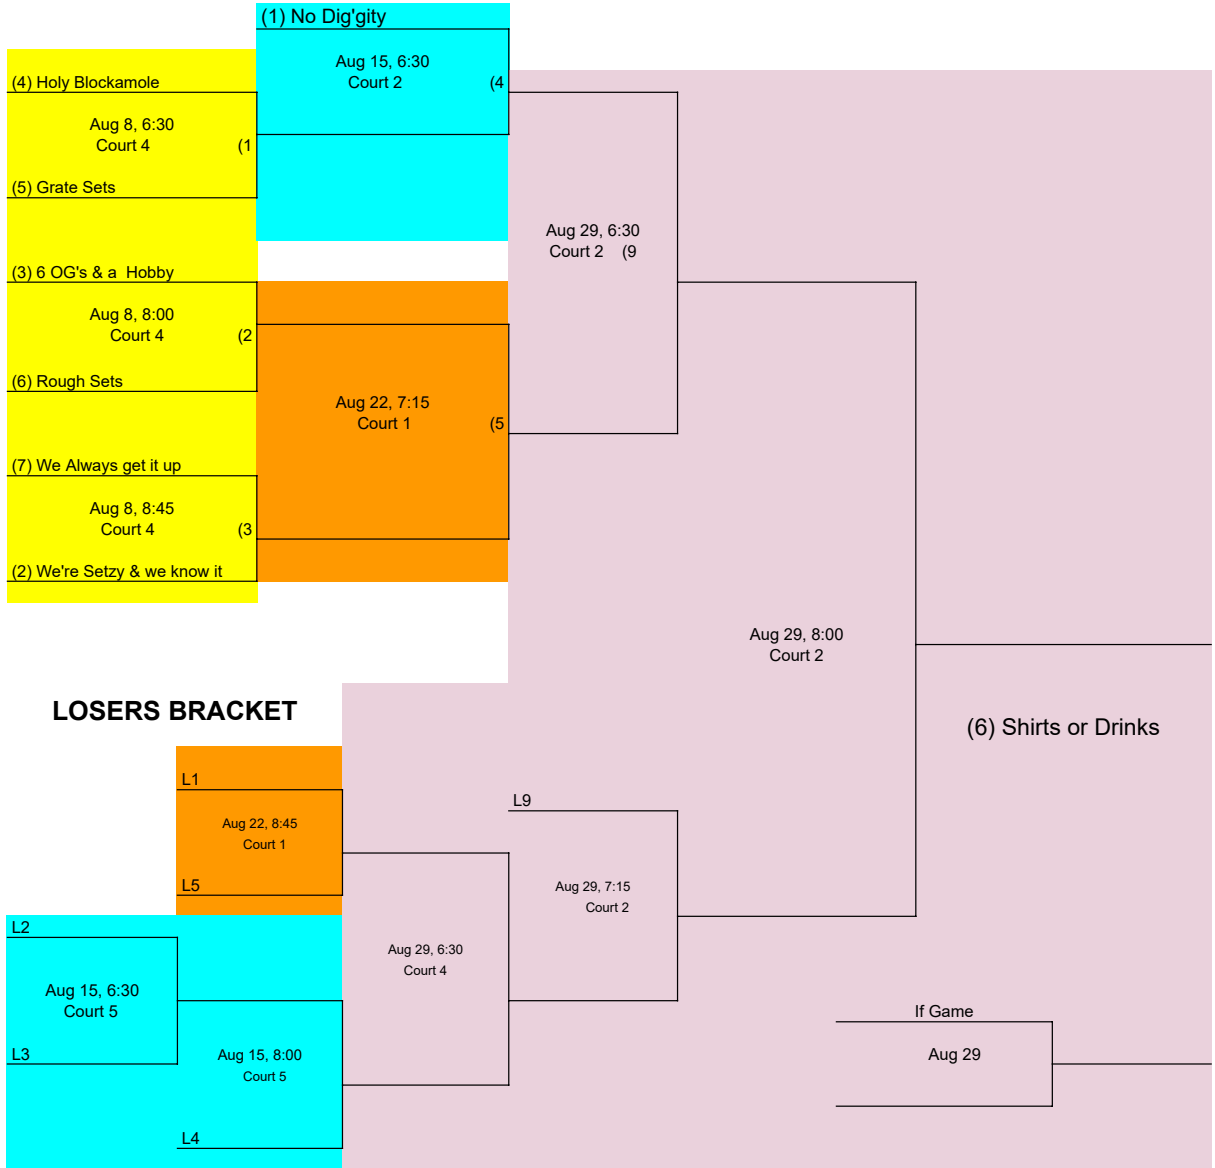 (1) No Dig'gity
Aug 15, 6:30
Court 2
(4
(4) Holy Blockamole
Aug 8, 6:30
Court 4
(1
(5) Grate Sets
Aug 29, 6:30
Court 2 (9
(3) 6 OG's & a Hobby
Aug 8, 8:00
Court 4
(2
(6) Rough Sets
Aug 22, 7:15
Court 1
(5
(7) We Always get it up
Aug 8, 8:45
Court 4
(3
(2) We're Setzy & we know it
Aug 29, 8:00
Court 2
LOSERS BRACKET
(6) Shirts or Drinks
L1
Aug 22, 8:45
Court 1
L5
L9
Aug 29, 7:15
Court 2
L2
Aug 15, 6:30
Court 5
L3
Aug 29, 6:30
Court 4
Aug 15, 8:00
Court 5
L4
If Game
Aug 29